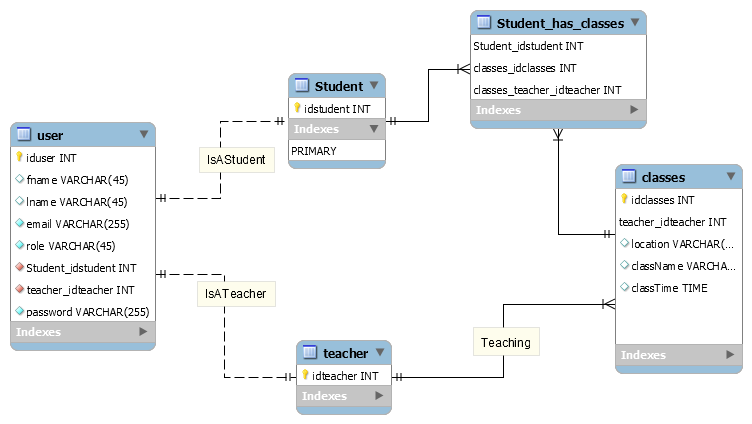 user
iduser INT
fname VARCHAR(45)
lname VARCHAR(45)
email VARCHAR(255)
role VARCHAR(45)
Student_idstudent INT
teacher_idteacher INT
password VARCHAR(255)
Indexes
IsAStudent
IsATeacher
Student
idstudent INT
Indexes
PRIMARY
teacher
idteacher INT
Indexes
Teaching
Student_has_classes
Student_idstudent INT
classes_idclasses INT
classes_teacher_idteacher INT
Indexes
classes
idclasses INT
teacher_idteacher INT
location VARCHAR(...
className VARCHA...
classTime TIME
Indexes